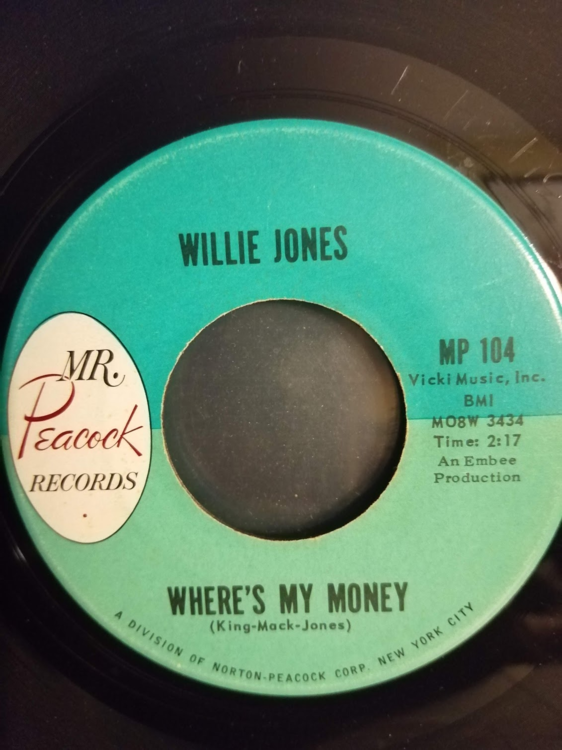 WILLIE JONES
MR.
Peacock
RECORDS
MP 104
Vicki Music, Inc.
BMI
MO8W 3434
Time: 2:17
An Embee
Production
WHERE'S MY MONEY
(King-Mack-Jones)
A DIVISION OF NORTON-PEACOCK CORP. NEW YORK CITY